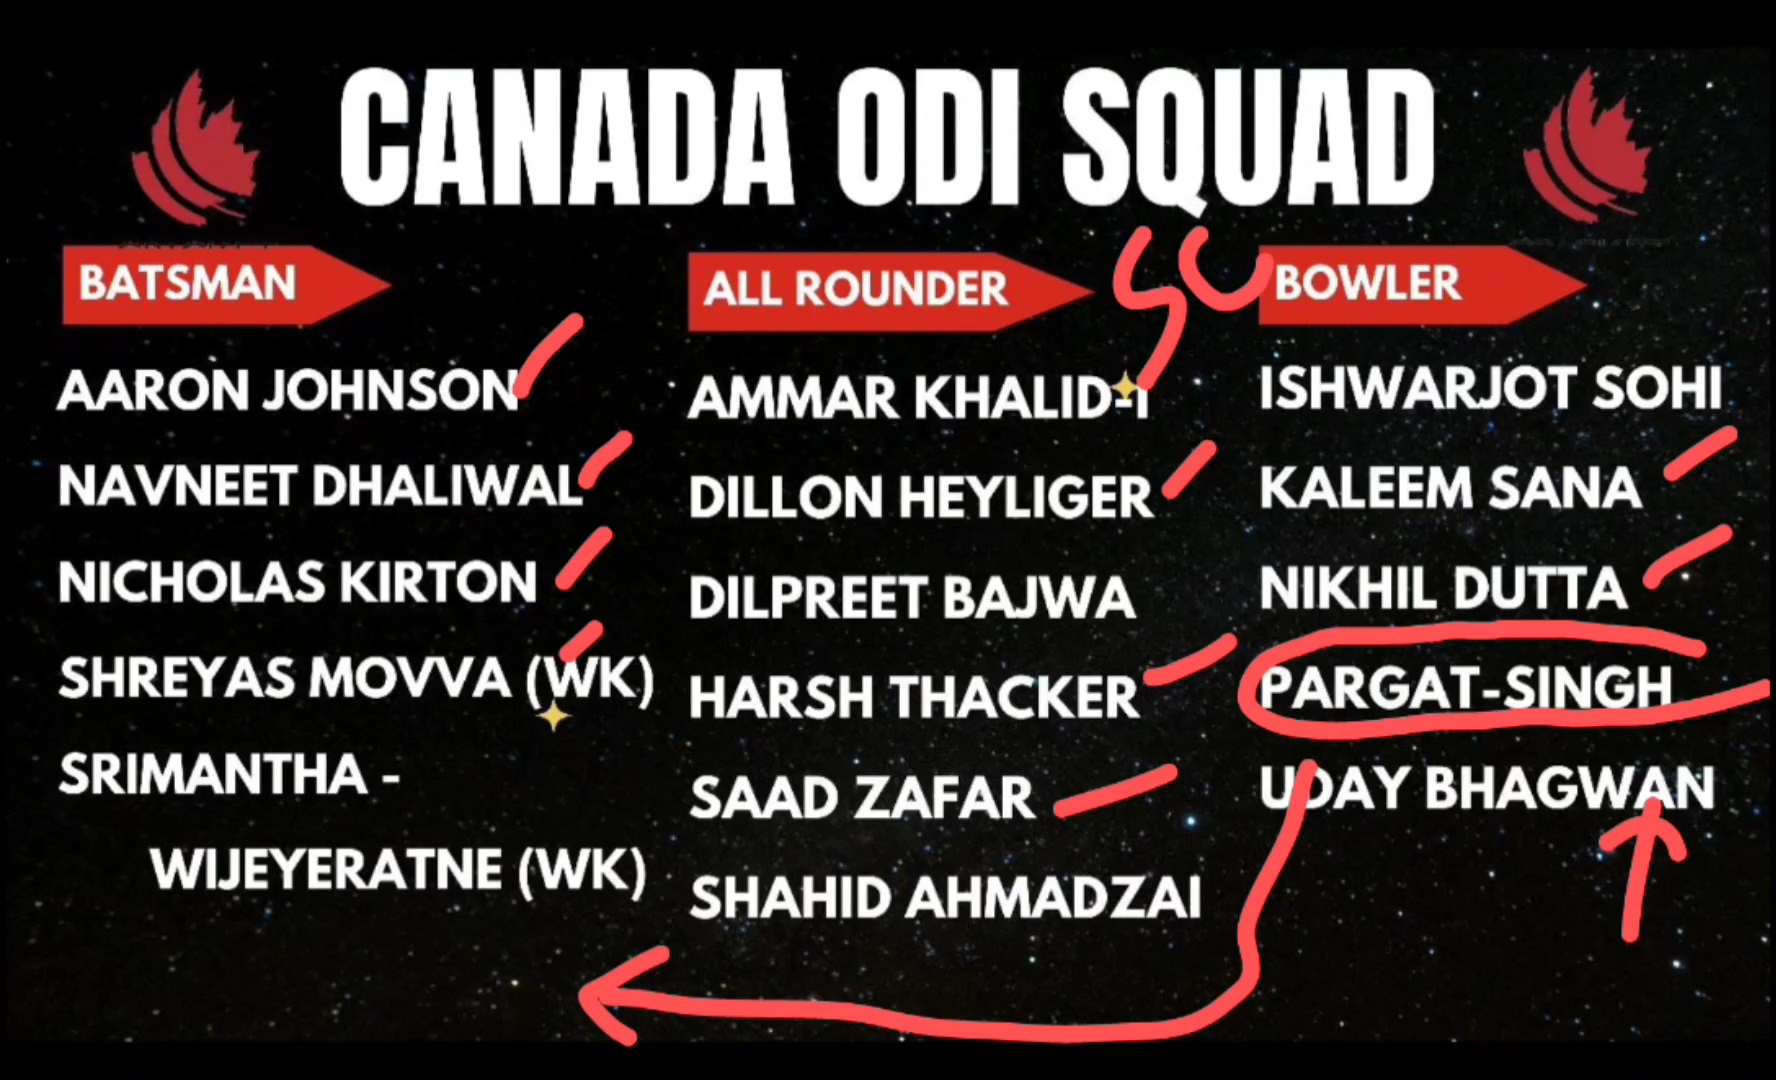 CANADA ODI SQUAD
BATSMAN
AARON JOHNSON
NAVNEET DHALIWAL
NICHOLAS KIRTON
SHREYAS MOVVA (WK)
SRIMANTHA -
WIJEYERATNE (WK)
ALL ROUNDER
AMMAR KHALID-I
DILLON HEYLIGER
DILPREET BAJWA
HARSH THACKER
SAAD ZAFAR
SHAHID AHMADZAI
50
BOWLER
ISHWARJOT SOHI
KALEEM SANA
NIKHIL DUTTA
PARGAT-SINGH
UDAY BHAGWAN